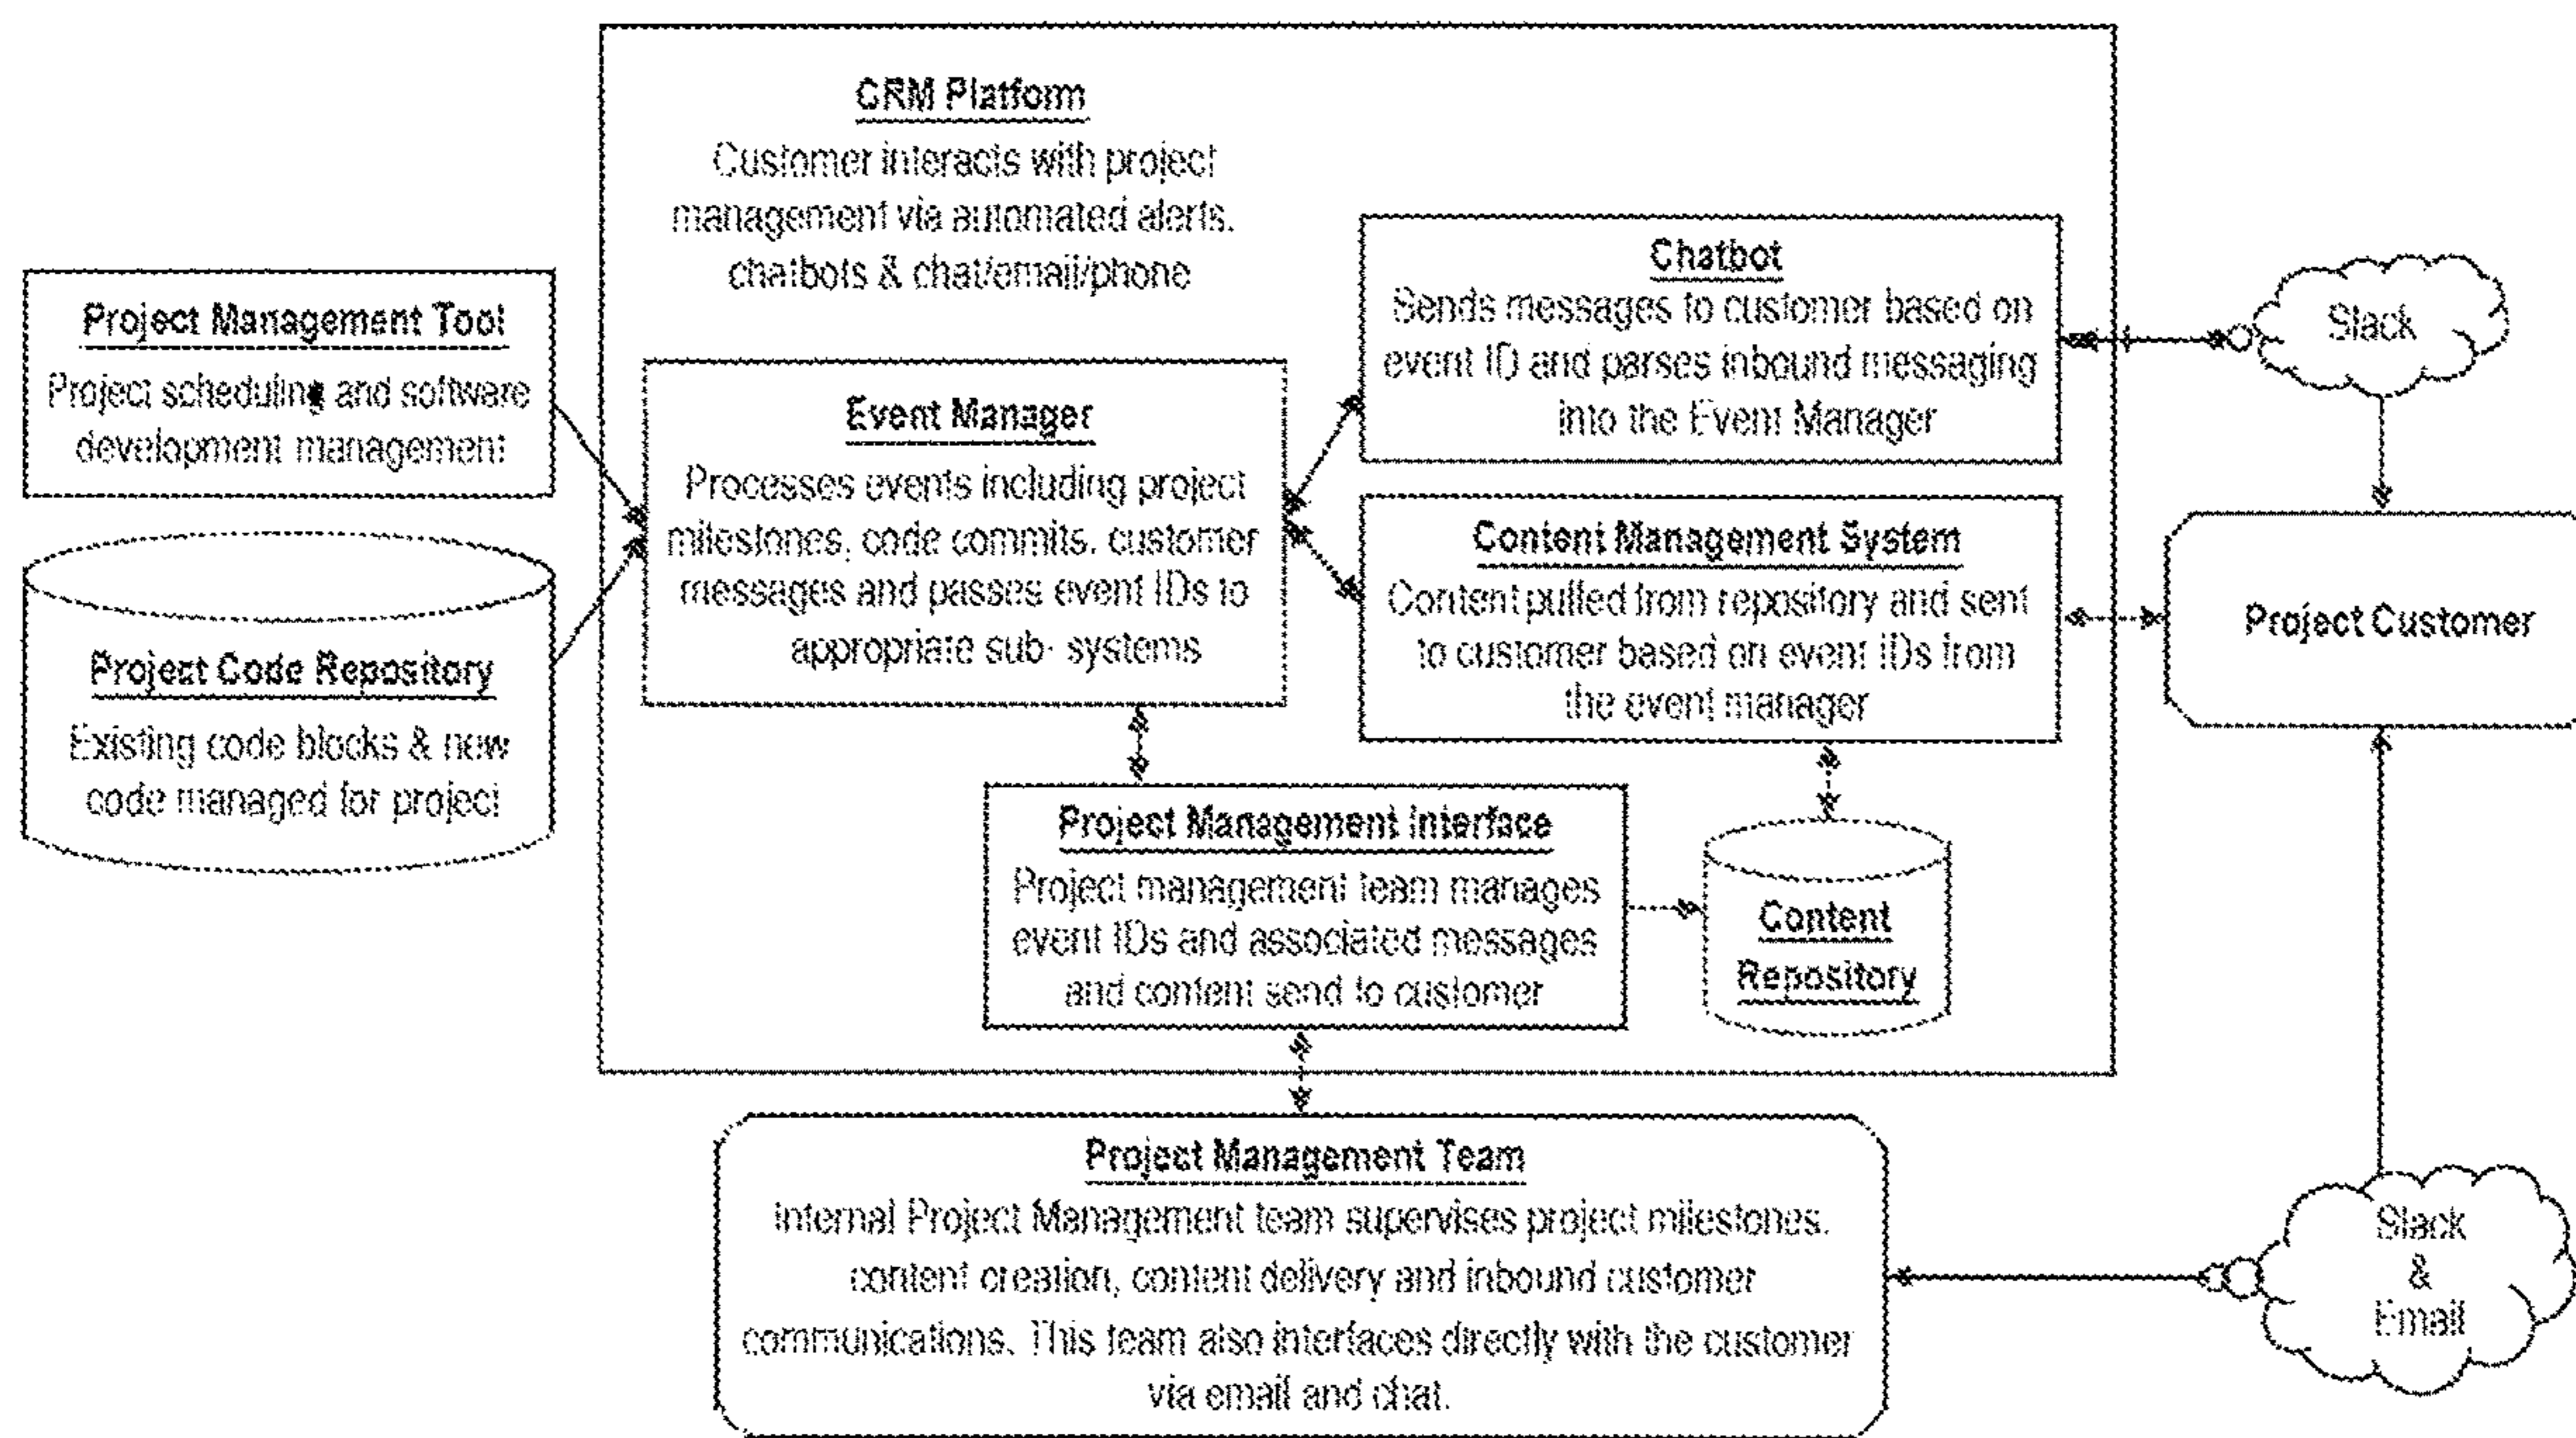 CRM Platform
Customer interacts with project
management via automated alerts.
chatbots & chat/email/phone
Project Management Tool
Project scheduling and software
development management
Project Code Repository
Existing code blocks & new
code managed for project
Event Manager
Processes events including project
milestones, code commits, customer
messages and passes event IDs to
appropriate sub- systems
Chatbot
Sends messages to customer based on
event ID and parses inbound messaging
into the Event Manager
Content Management System
Content pulled from repository and sent
to customer based on event IDs from
the event manager
Slack
Project Customer
Project Management Interface
Project management team manages
event IDs and associated messages
and content send to customer
Content
Repository
Project Management Team
Internal Project Management team supervises project milestones.
content creation, content delivery and inbound customer
communications. This team also interfaces directly with the customer
via email and chat.
Slack
&
Email